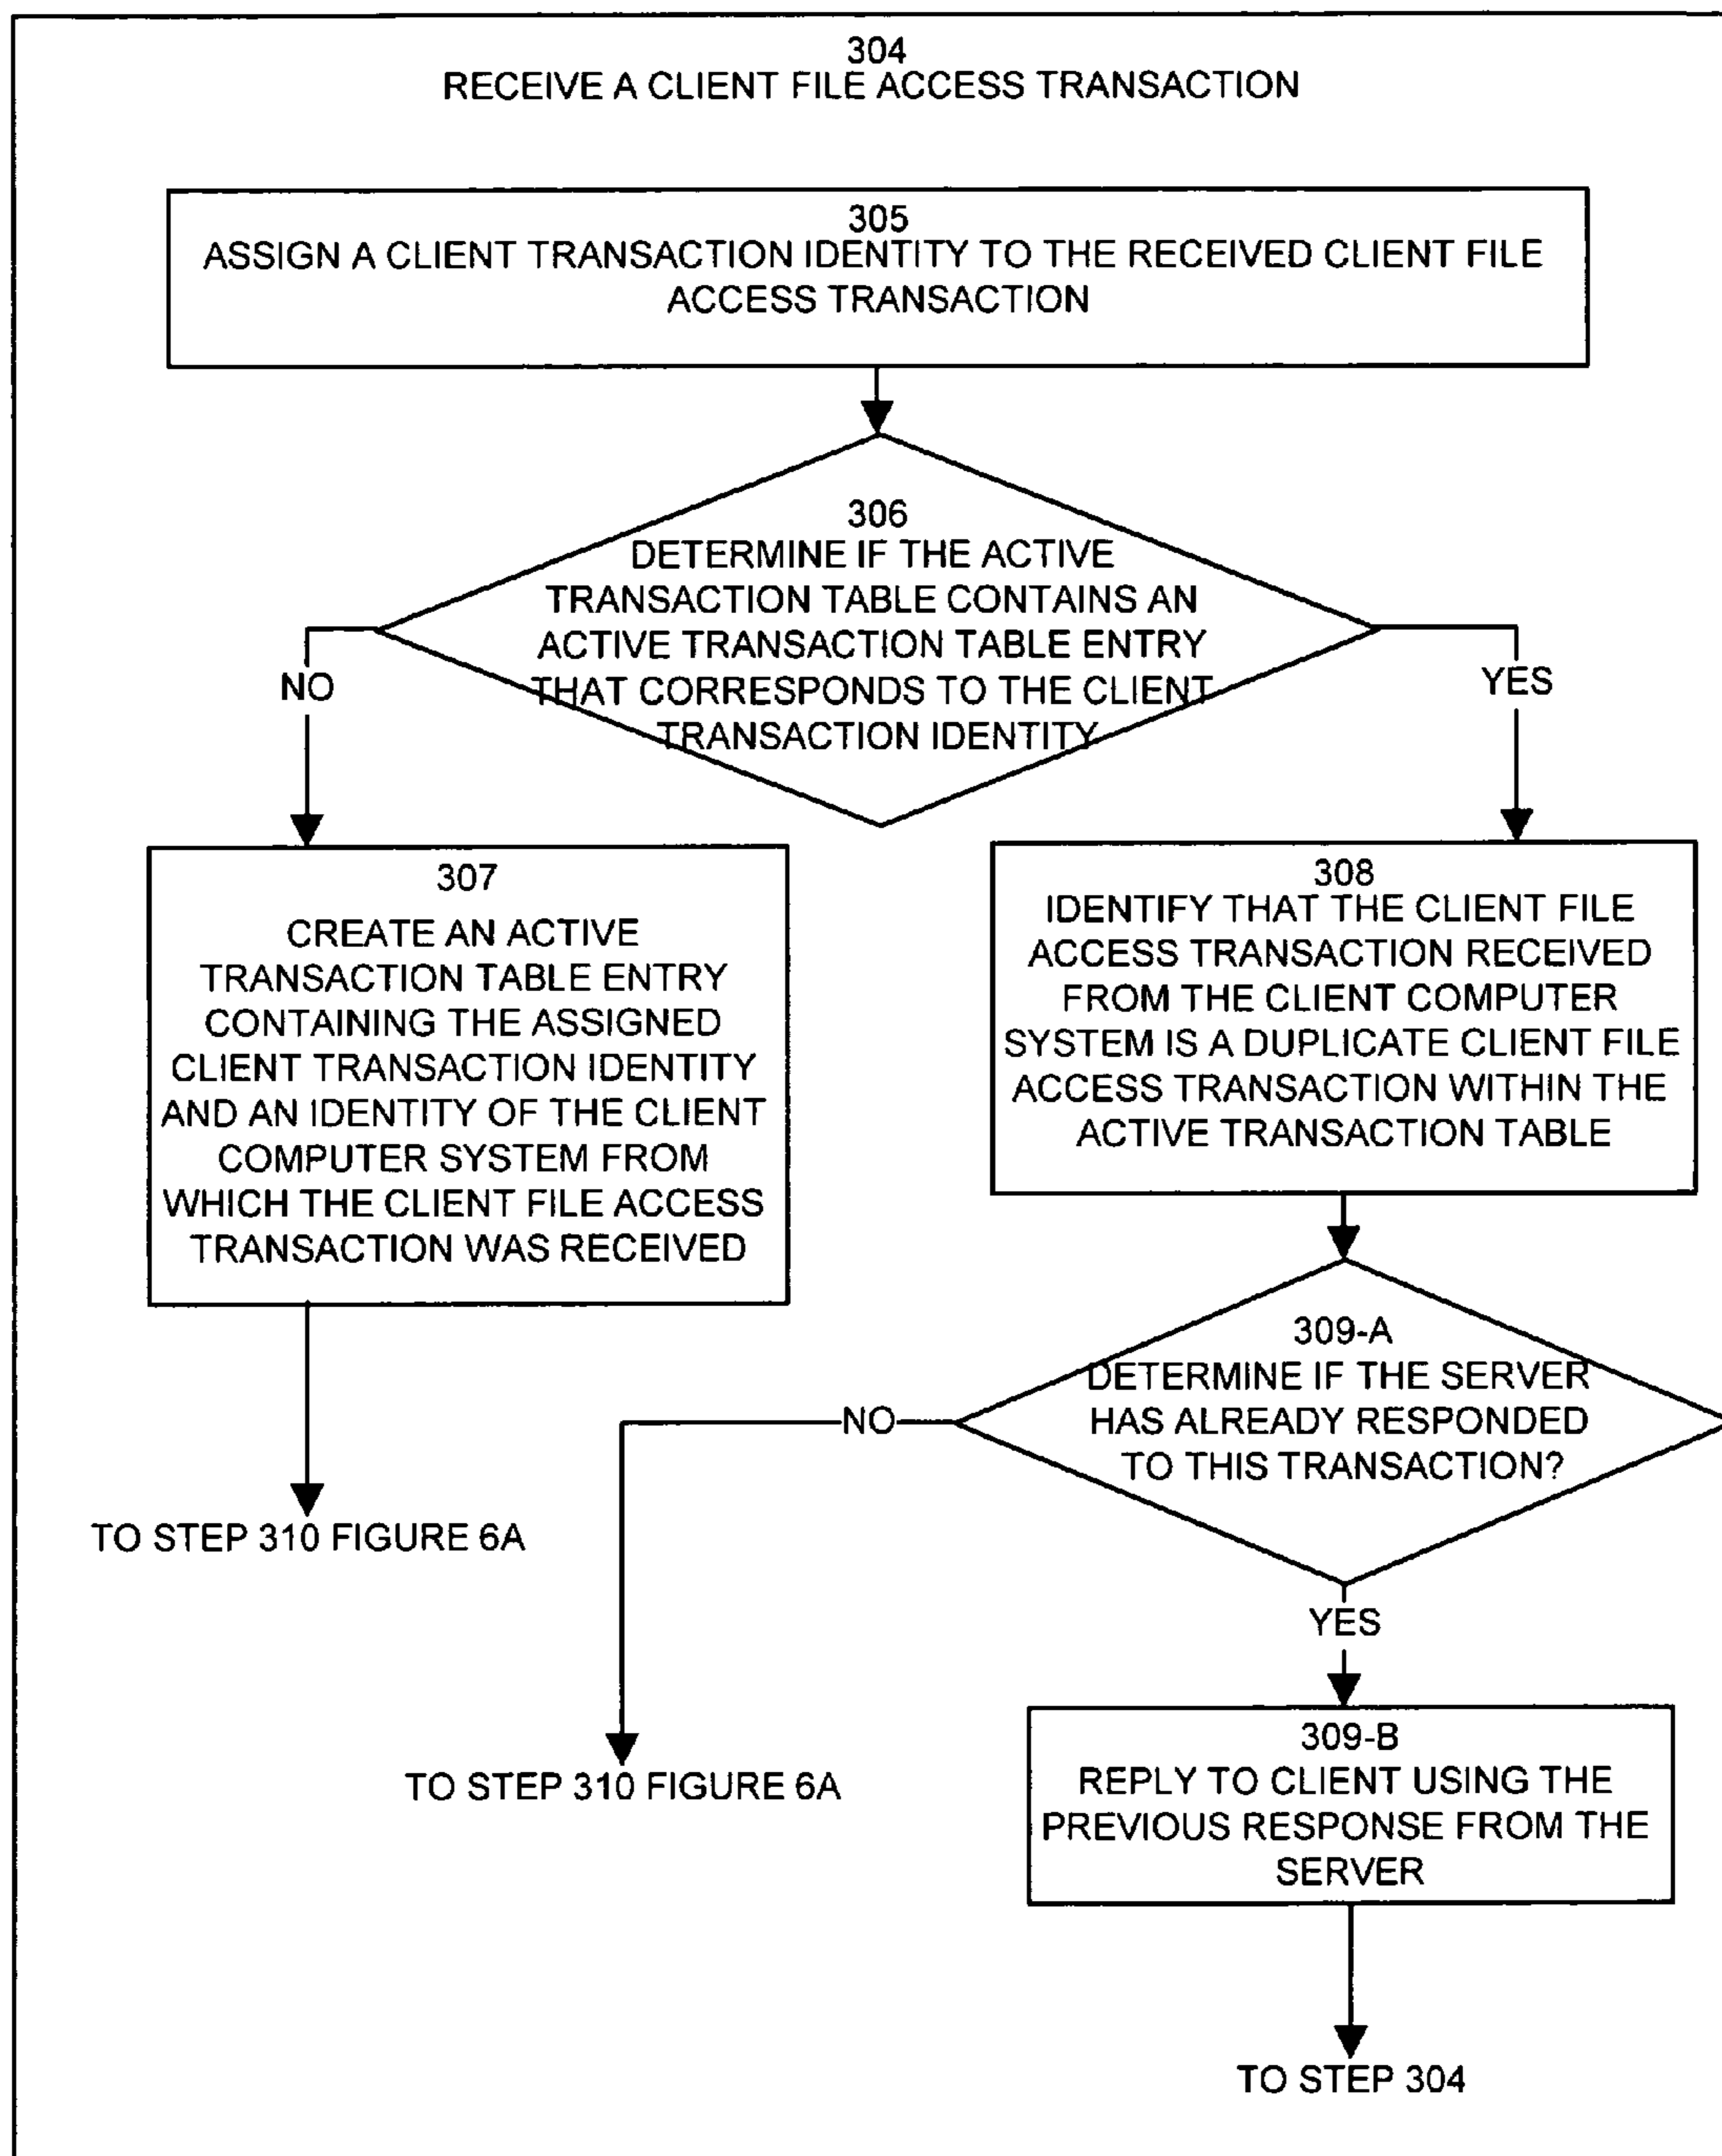 304
RECEIVE A CLIENT FILE ACCESS TRANSACTION
305
ASSIGN A CLIENT TRANSACTION IDENTITY TO THE RECEIVED CLIENT FILE
ACCESS TRANSACTION
306
DETERMINE IF THE ACTIVE
TRANSACTION TABLE CONTAINS AN
ACTIVE TRANSACTION TABLE ENTRY
THAT CORRESPONDS TO THE CLIENT
TRANSACTION IDENTITY
NO
YES
307
CREATE AN ACTIVE
TRANSACTION TABLE ENTRY
CONTAINING THE ASSIGNED
CLIENT TRANSACTION IDENTITY
AND AN IDENTITY OF THE CLIENT
COMPUTER SYSTEM FROM
WHICH THE CLIENT FILE ACCESS
TRANSACTION WAS RECEIVED
TO STEP 310 FIGURE 6A
308
IDENTIFY THAT THE CLIENT FILE
ACCESS TRANSACTION RECEIVED
FROM THE CLIENT COMPUTER
SYSTEM IS A DUPLICATE CLIENT FILE
ACCESS TRANSACTION WITHIN THE
ACTIVE TRANSACTION TABLE
309-A
DETERMINE IF THE SERVER
HAS ALREADY RESPONDED
TO THIS TRANSACTION?
NO
TO STEP 310 FIGURE 6A
YES
309-B
REPLY TO CLIENT USING THE
PREVIOUS RESPONSE FROM THE
SERVER
TO STEP 304